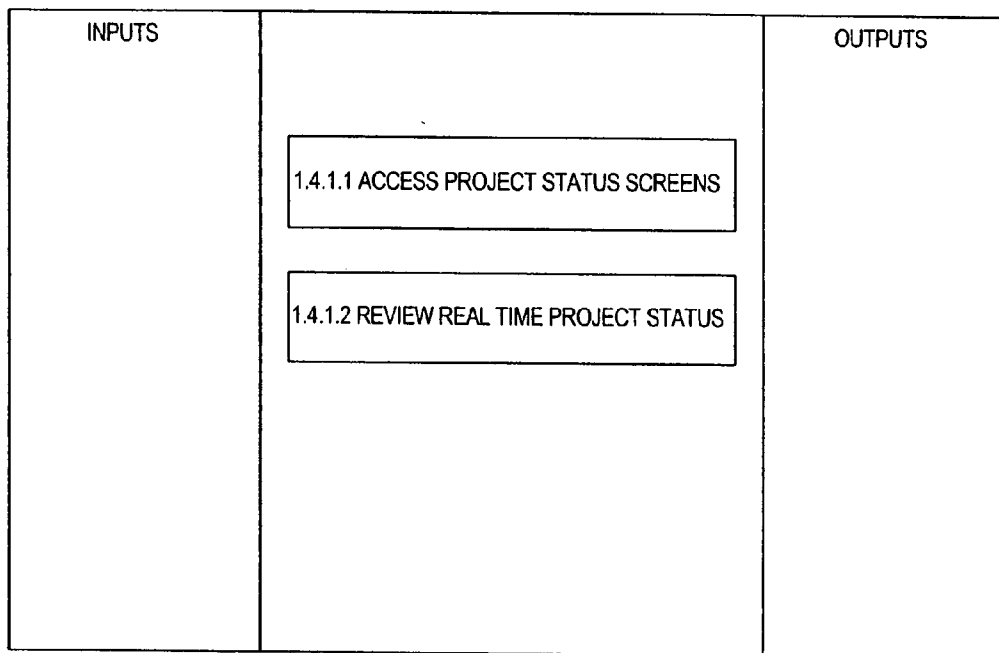 INPUTS
OUTPUTS
1.4.1.1 ACCESS PROJECT STATUS SCREENS
1.4.1.2 REVIEW REAL TIME PROJECT STATUS